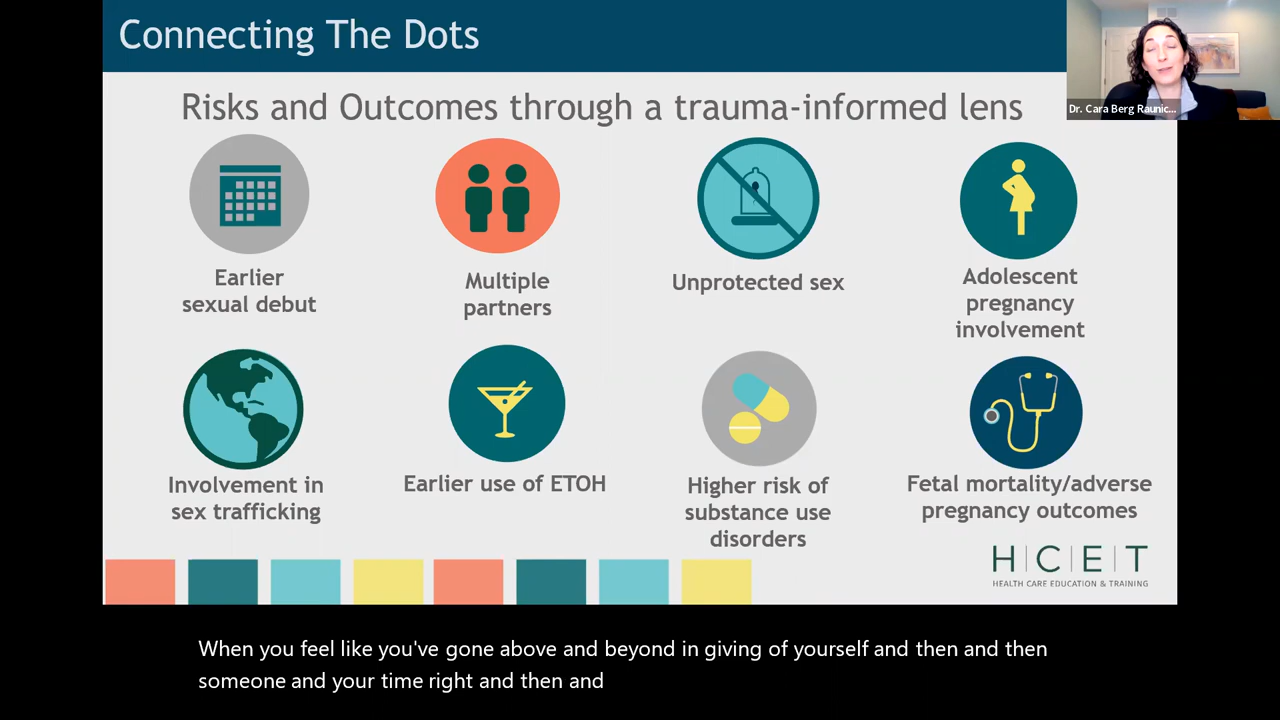 Connecting The Dots
Dr. Cara Berg Raunic...
Risks and Outcomes through a trauma-informed lens
Earlier
sexual debut
Multiple
partners
Unprotected sex
Adolescent
pregnancy
involvement
Involvement in
sex trafficking
Earlier use of ETOH
Higher risk of
substance use
disorders
Fetal mortality/adverse
pregnancy outcomes
H|C|E|T
HEALTH CARE EDUCATION & TRAINING
When you feel like you've gone above and beyond in giving of yourself and then and then
someone and your time right and then and